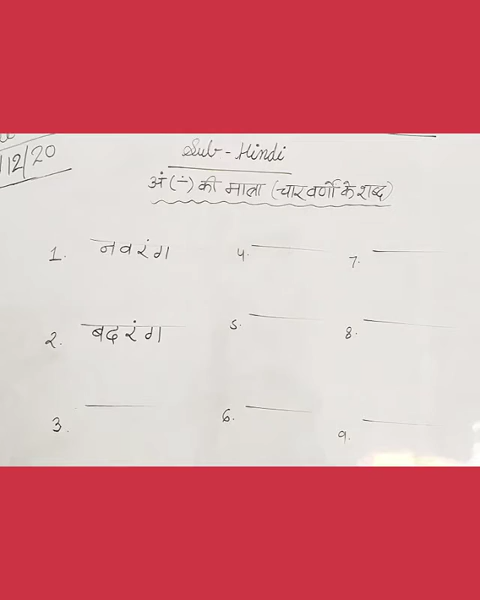 12/20
Sub - Hindi
अं (ं) की मात्रा (चार वर्णो के शब्द)
1. नवरंग
4.
7.
2. बदरंग
5.
8.
3.
6.
9.